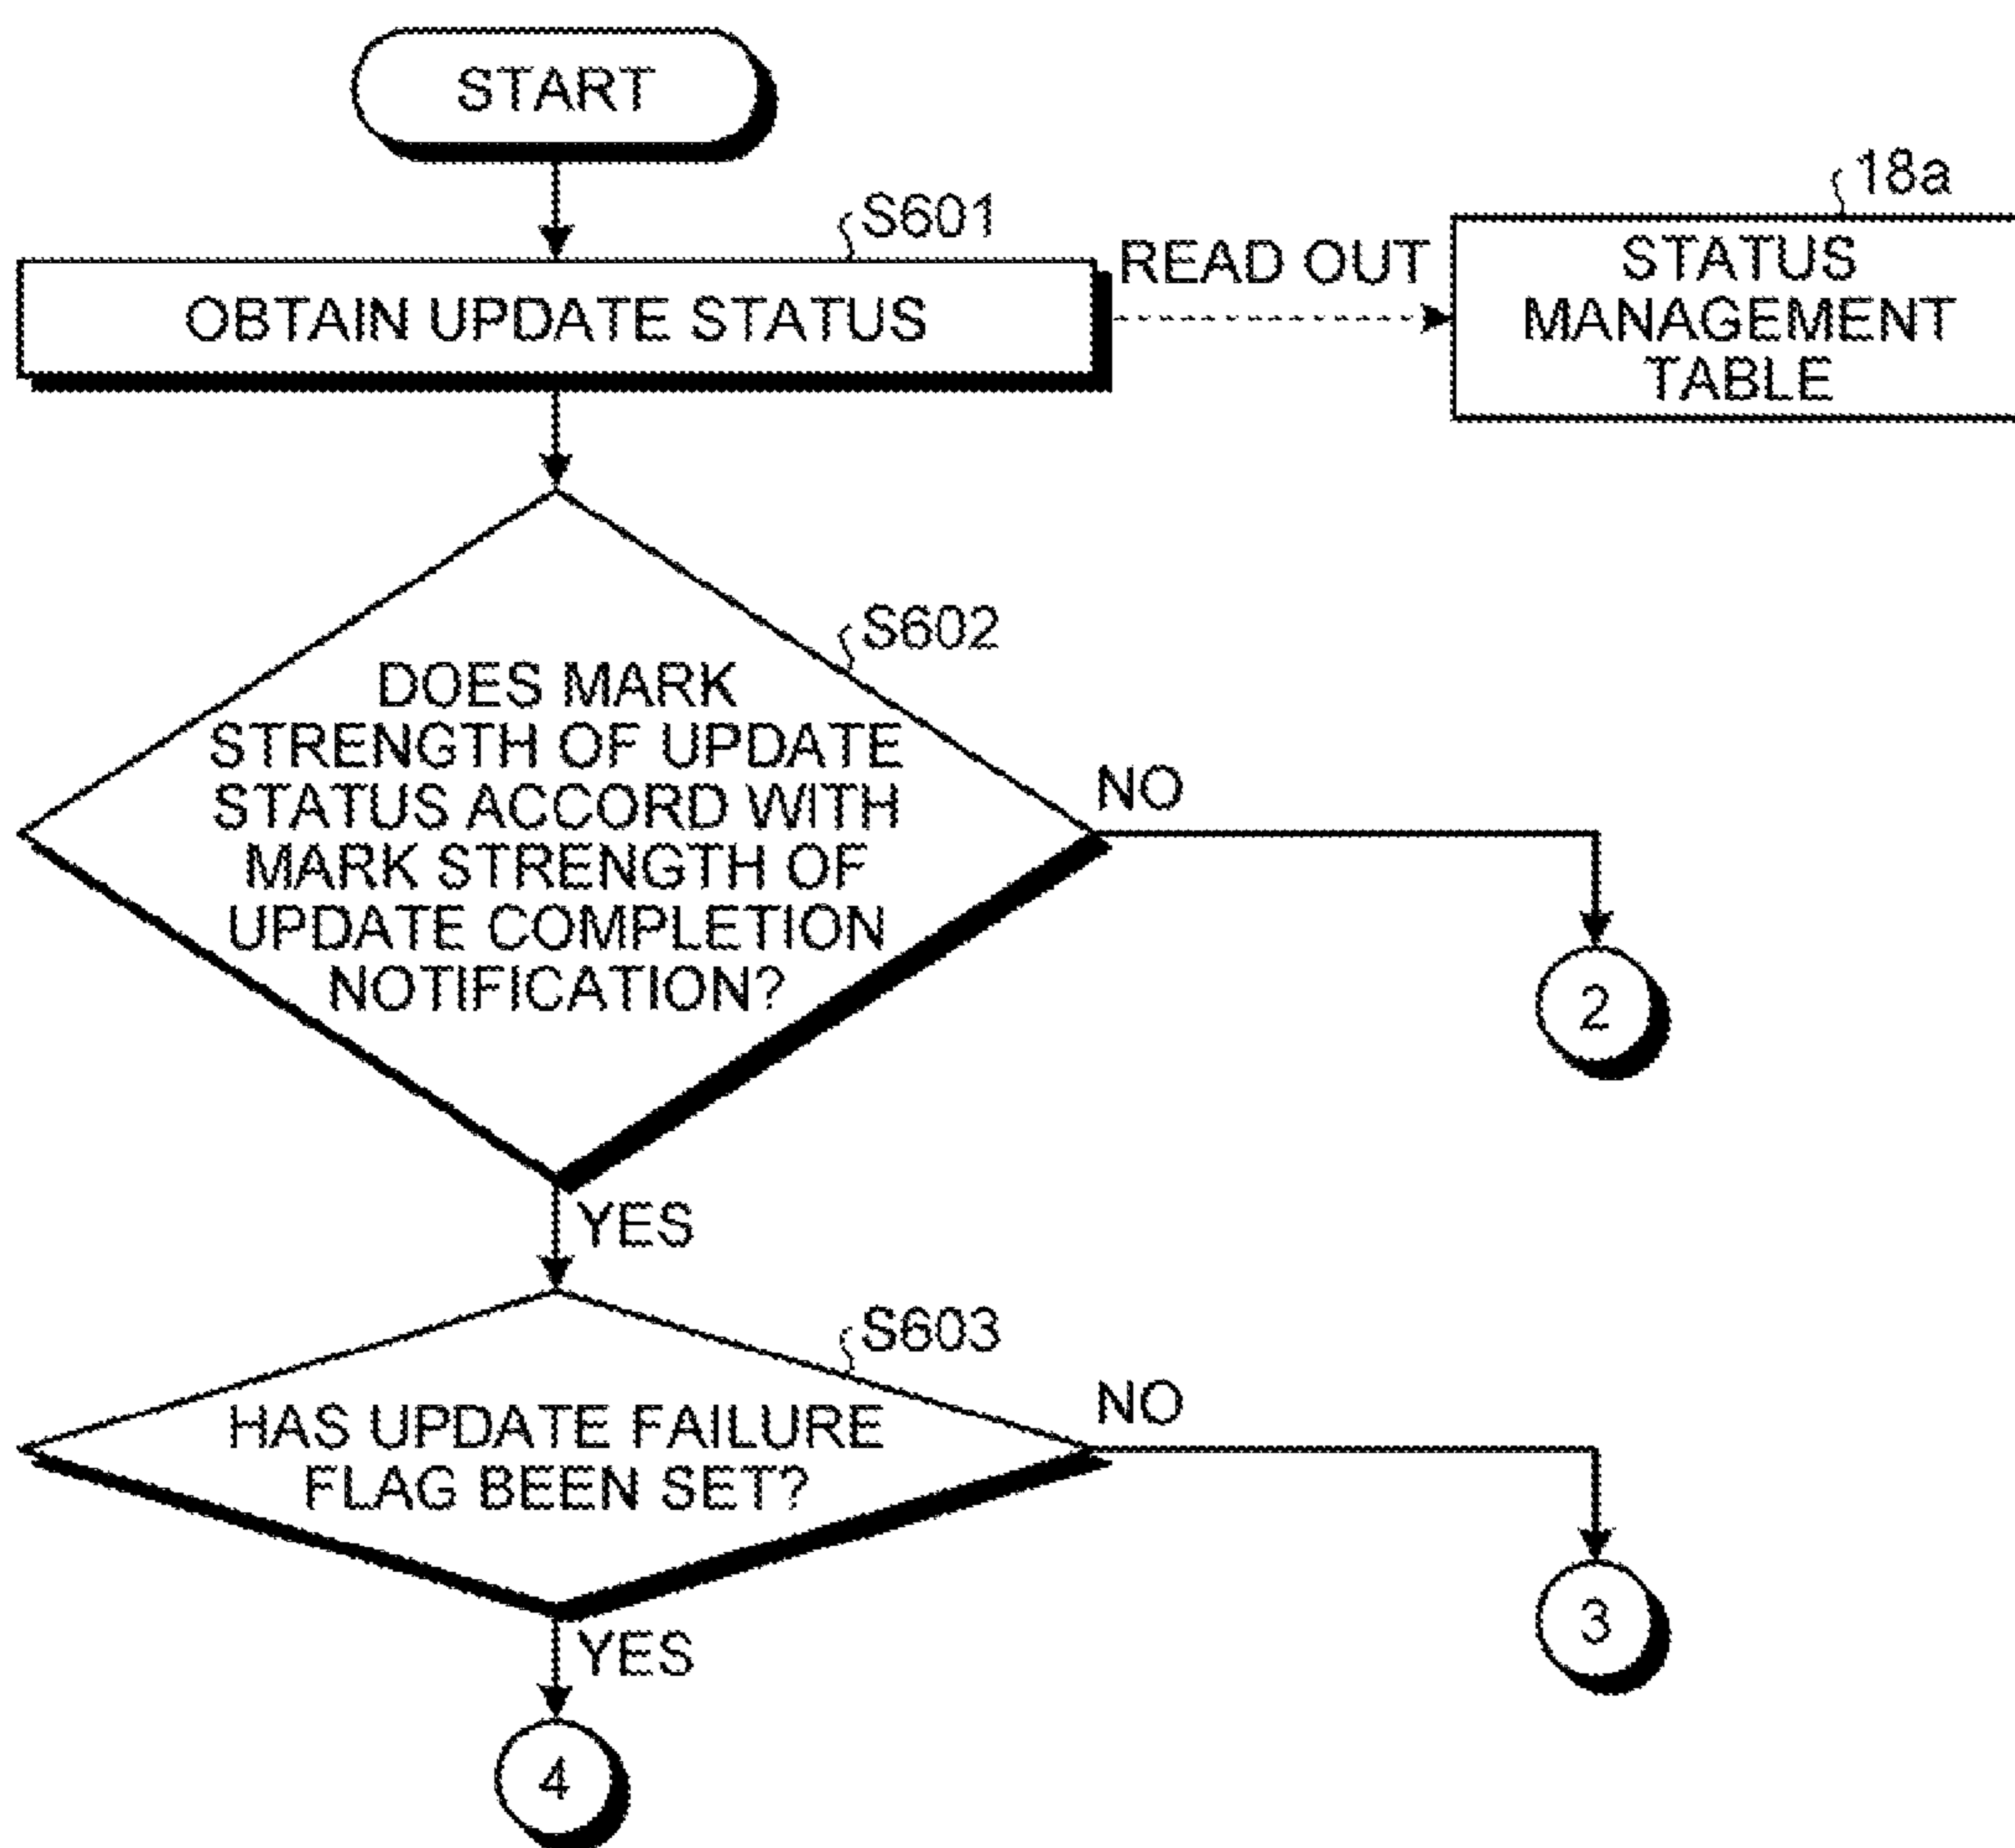 START
S601
18a
OBTAIN UPDATE STATUS
READ OUT
STATUS
MANAGEMENT
TABLE
S602
DOES MARK
STRENGTH OF UPDATE
STATUS ACCORD WITH
MARK STRENGTH OF
UPDATE COMPLETION
NOTIFICATION?
NO
2
YES
S603
HAS UPDATE FAILURE
FLAG BEEN SET?
NO
3
YES
4